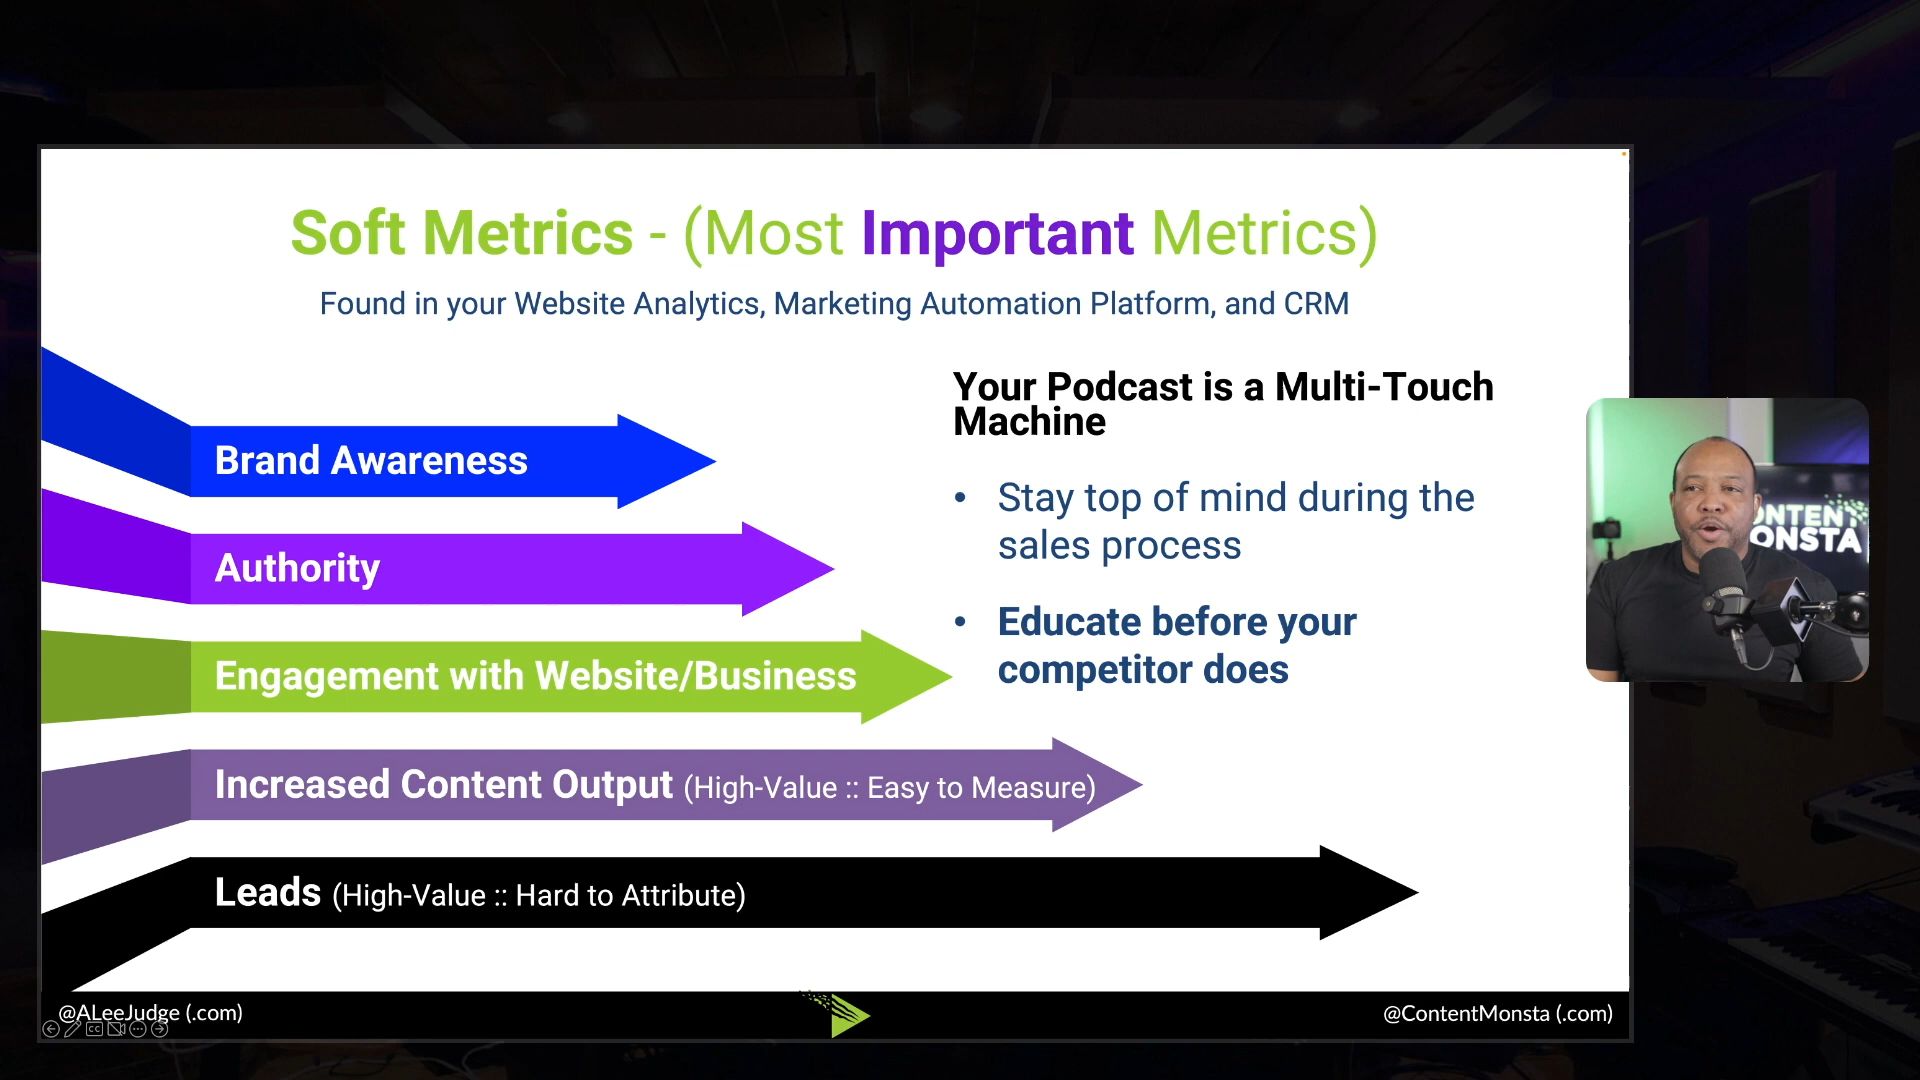 Soft Metrics - (Most Important Metrics)
Found in your Website Analytics, Marketing Automation Platform, and CRM
Brand Awareness
Authority
Engagement with Website/Business
Increased Content Output (High-Value :: Easy to Measure)
Leads (High-Value :: Hard to Attribute)
Your Podcast is a Multi-Touch
Machine
• Stay top of mind during the
sales process
• Educate before your
competitor does
ONTENT
ONSTA
@ALeeJudge (.com)
CC
@ContentMonsta (.com)